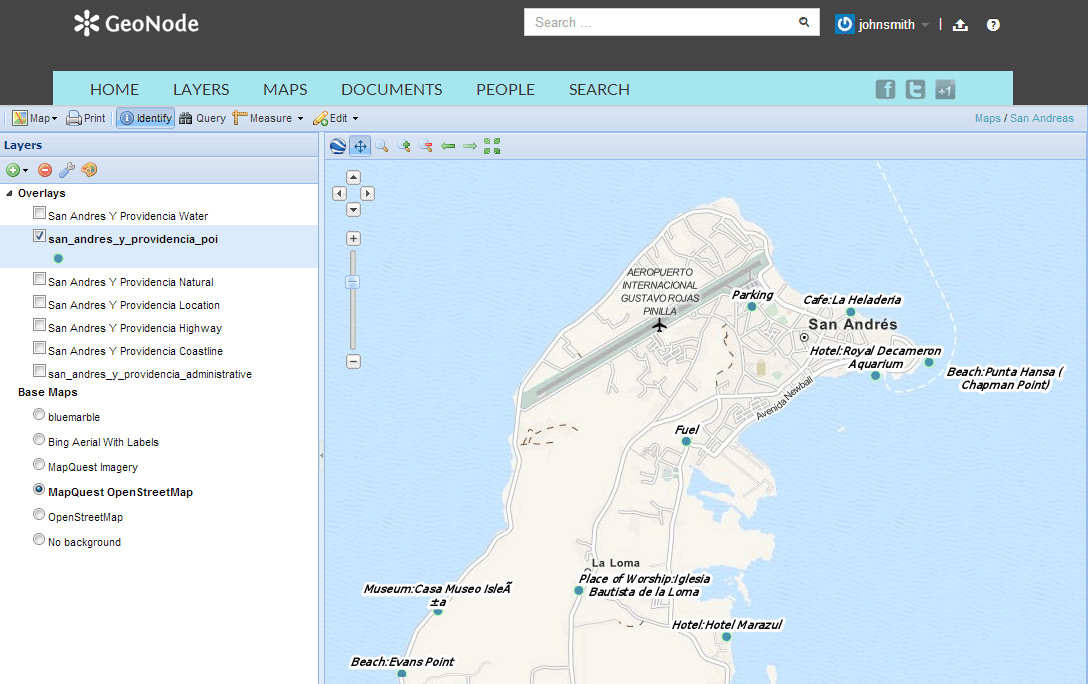 GeoNode
Search ...
johnsmith
HOME LAYERS MAPS DOCUMENTS PEOPLE SEARCH
f t +1
Map Print Identify Query Measure Edit
Maps / San Andreas
Layers
Overlays
San Andres Y Providencia Water
san_andres_y_providencia_poi
San Andres Y Providencia Natural
San Andres Y Providencia Location
San Andres Y Providencia Highway
San Andres Y Providencia Coastline
san_andres_y_providencia_administrative
Base Maps
bluemarble
Bing Aerial With Labels
MapQuest Imagery
MapQuest OpenStreetMap
OpenStreetMap
No background
AEROPUERTO
INTERNACIONAL
GUSTAVO ROJAS
PINILLA
Parking
Cafe:La Heladeria
San Andrés
Hotel:Royal Decameron
Aquarium
Beach:Punta Hansa (
Chapman Point)
Avenida Newball
Fuel
La Loma
Place of Worship:Iglesia
Bautista de la Loma
Museum:Casa Museo IsleÃ
±a
Hotel:Hotel Marazul
Beach:Evans Point